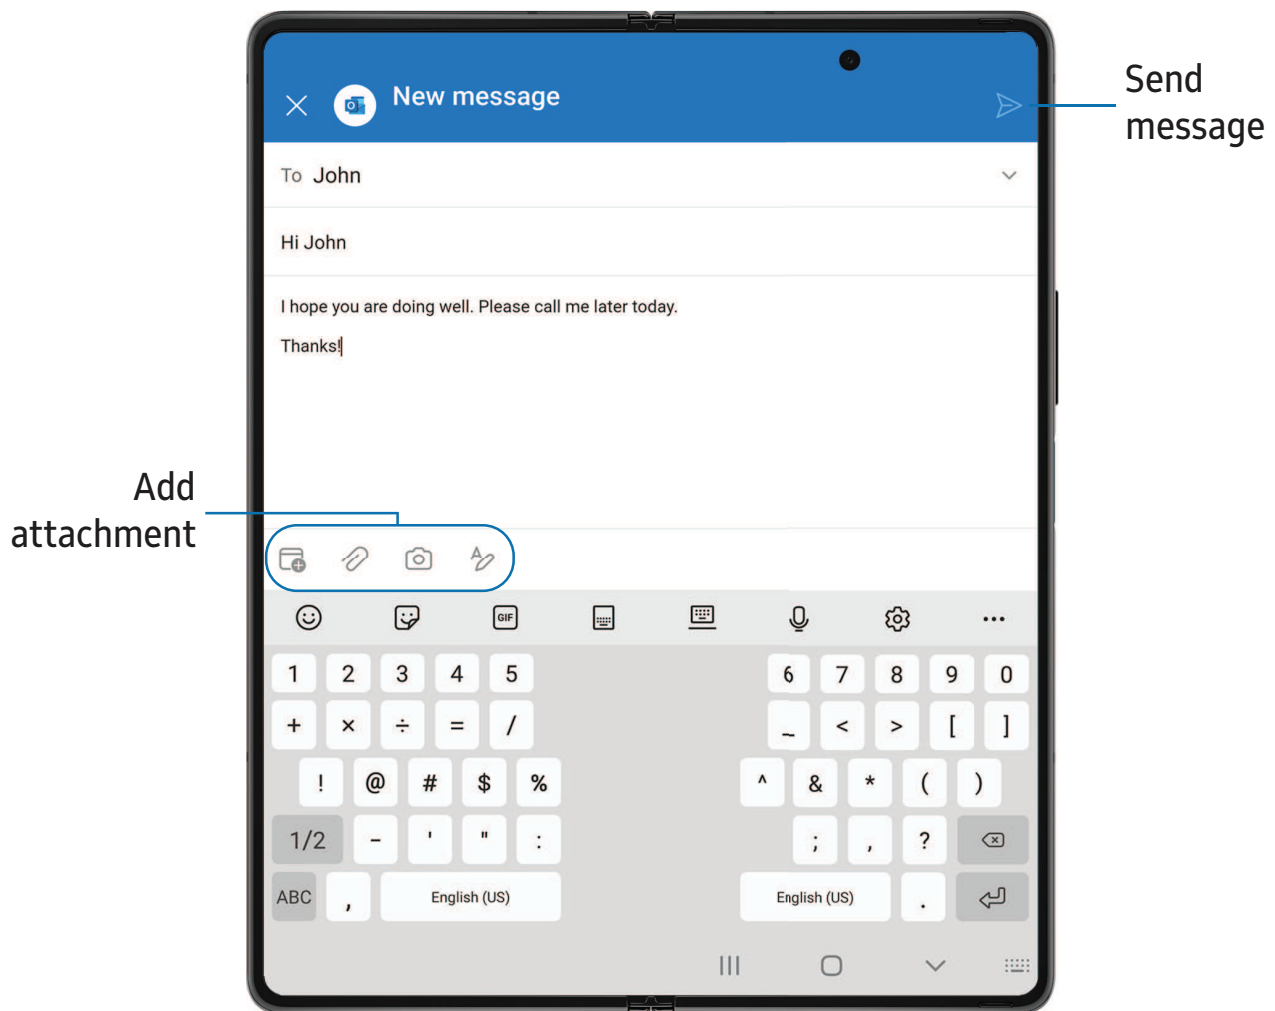 New message
Send
message
To John
Hi John
I hope you are doing well. Please call me later today.
Thanks!
Add
attachment
GIF
1 2 3 4 5 6 7 8 9 0
+ × ÷ = / _ < > [ ]
! @ # $ % ^ & * ( )
1/2 - ' " : ; , ?
ABC , English (US) English (US) .